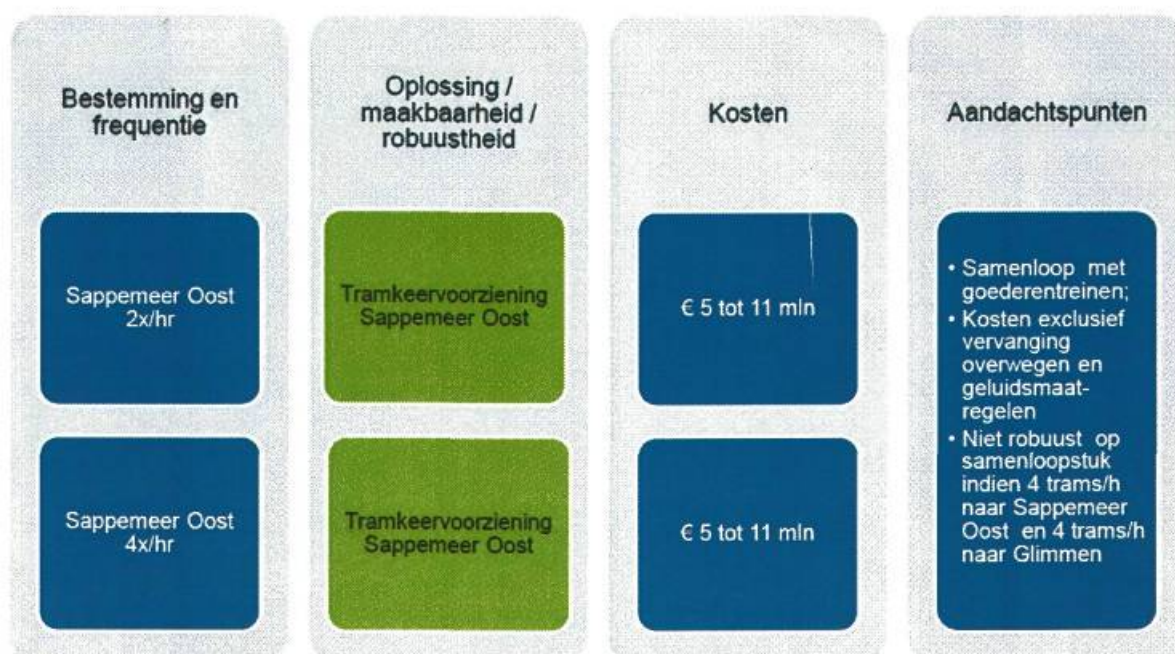 Bestemming en
frequentie
Sappemeer Oost
2x/hr
Sappemeer Oost
4x/hr
Oplossing /
maakbaarheid /
robuustheid
Tramkeervoorziening
Sappemeer Oost
Tramkeervoorziening
Sappemeer Oost
Kosten
€ 5 tot 11 mln
€ 5 tot 11 mln
Aandachtspunten
• Samenloop met
goederentreinen;
• Kosten exclusief
vervanging
overwegen en
geluidsmaat-
regelen
• Niet robuust op
samenloopstuk
indien 4 trams/h
naar Sappemeer
Oost en 4 trams/h
naar Glimmen